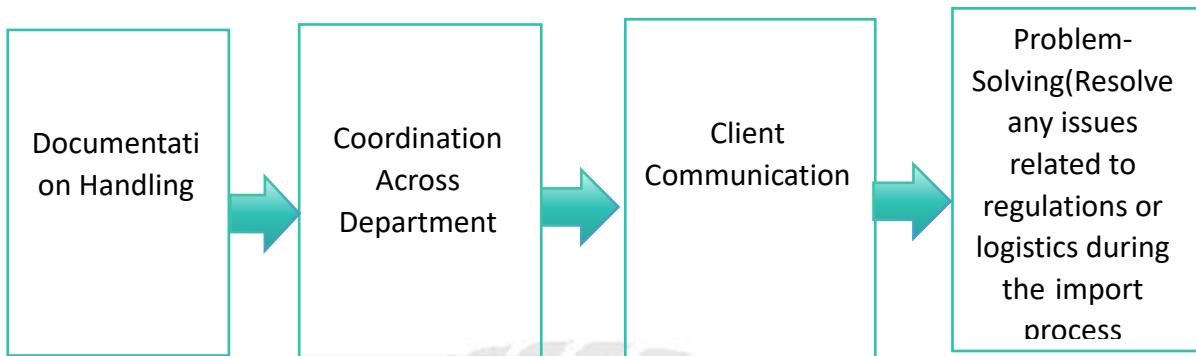 Documentati
on Handling
Coordination
Across
Department
Client
Communication
Problem-
Solving(Resolve
any issues
related to
regulations or
logistics during
the import
process